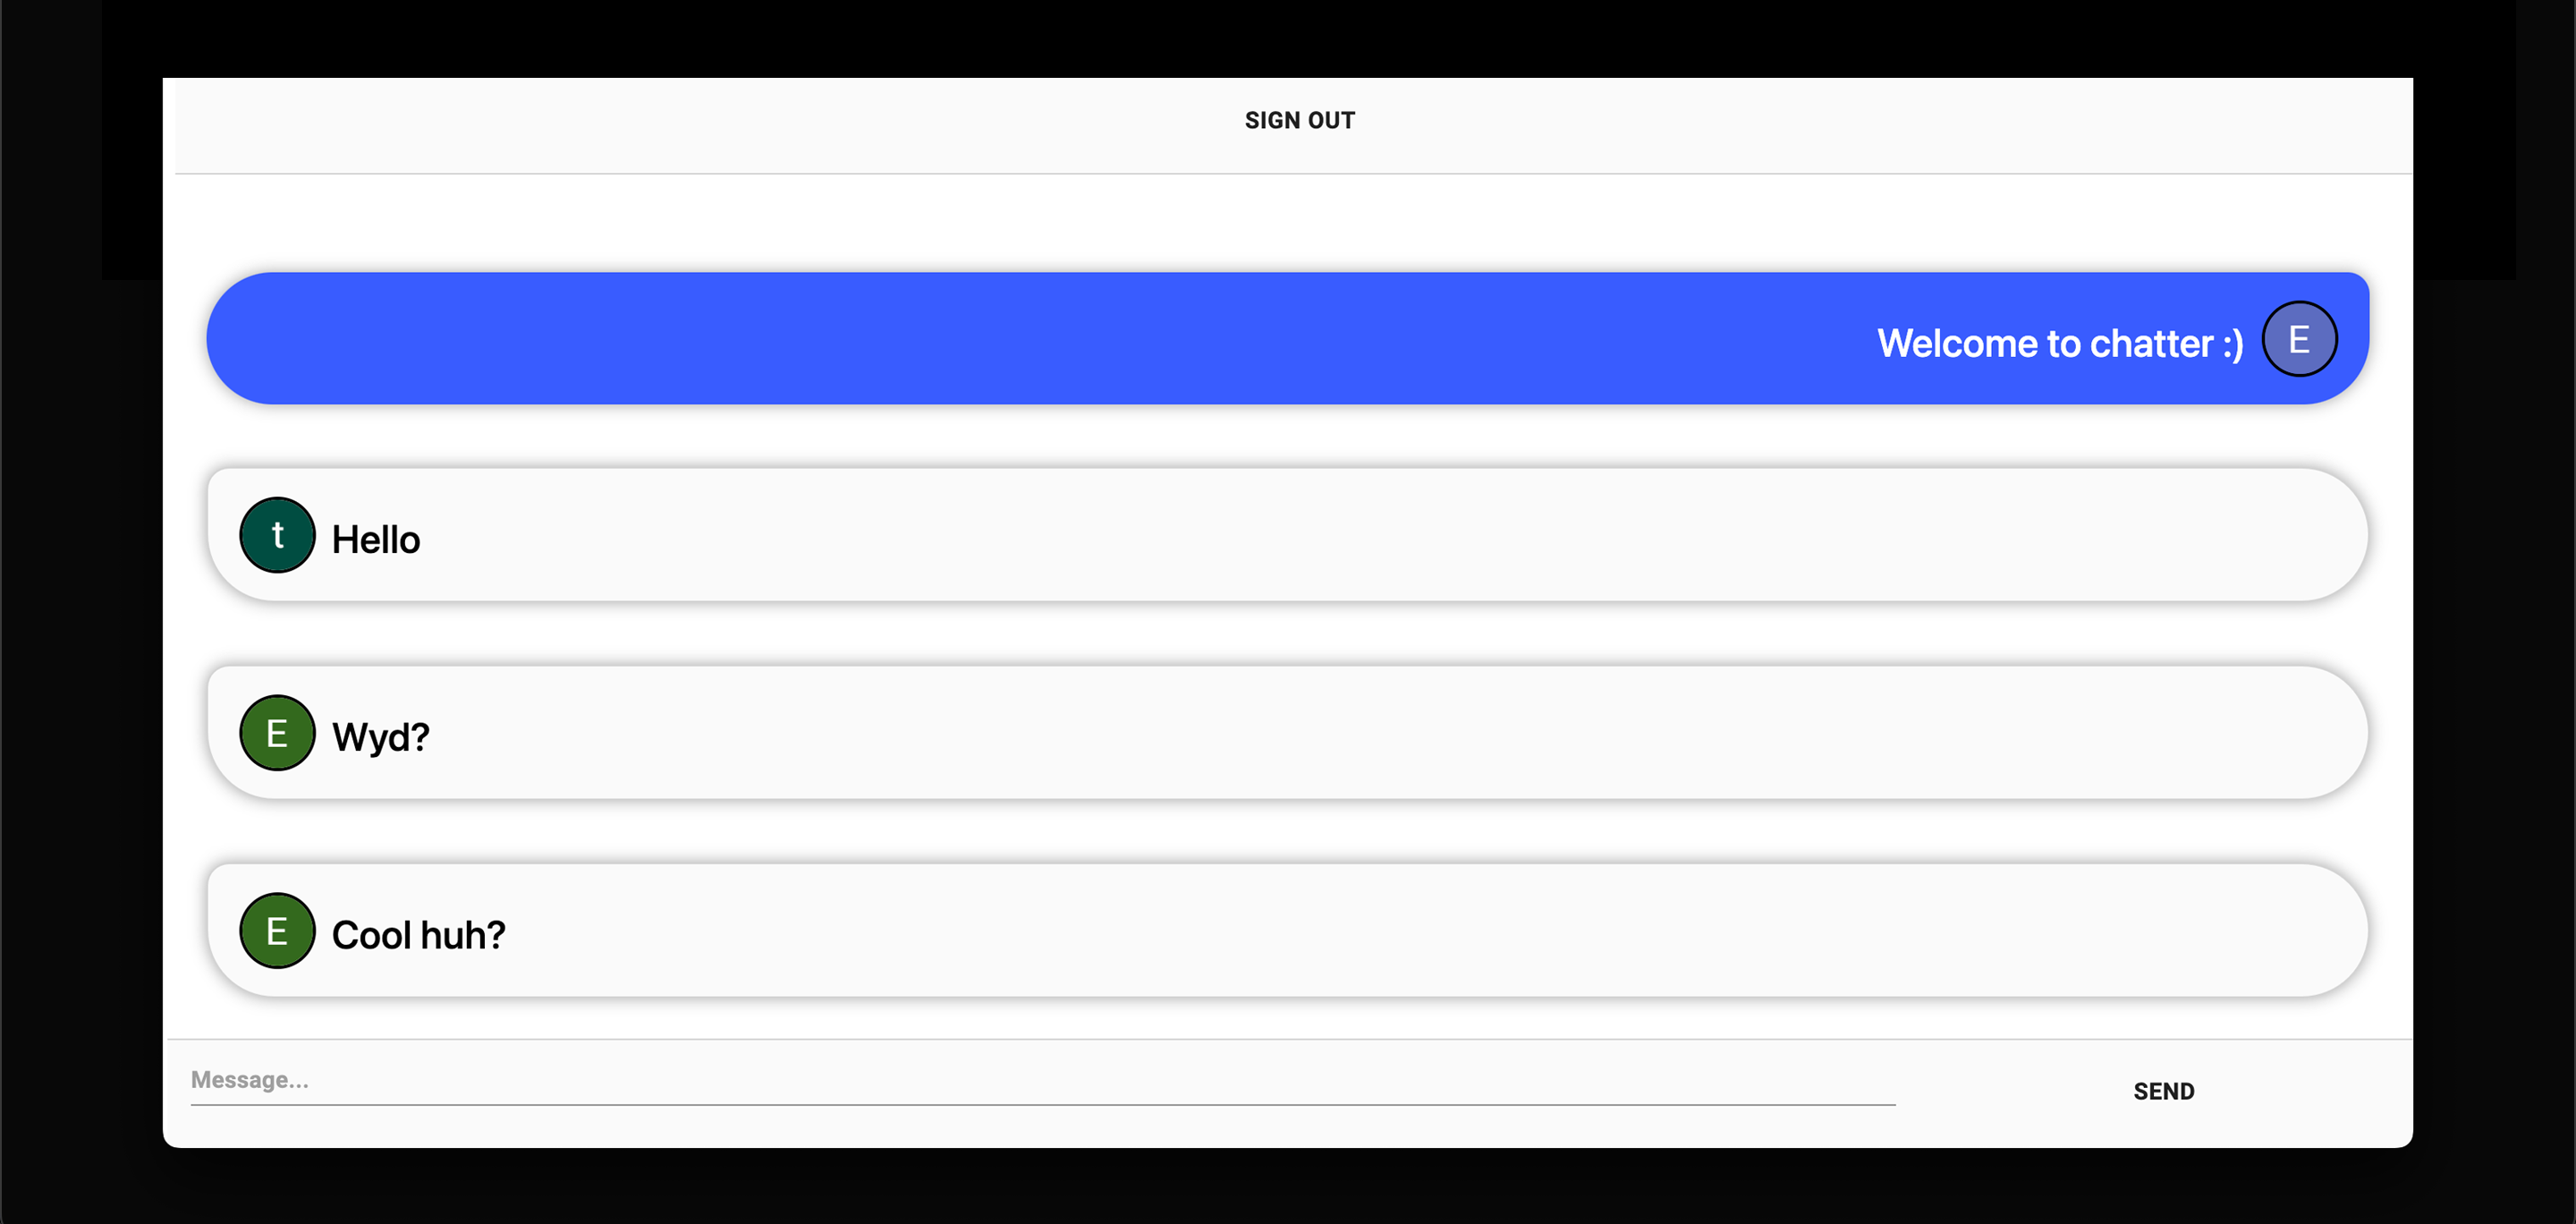 SIGN OUT
Welcome to chatter :) E
t Hello
E Wyd?
E Cool huh?
Message...
SEND